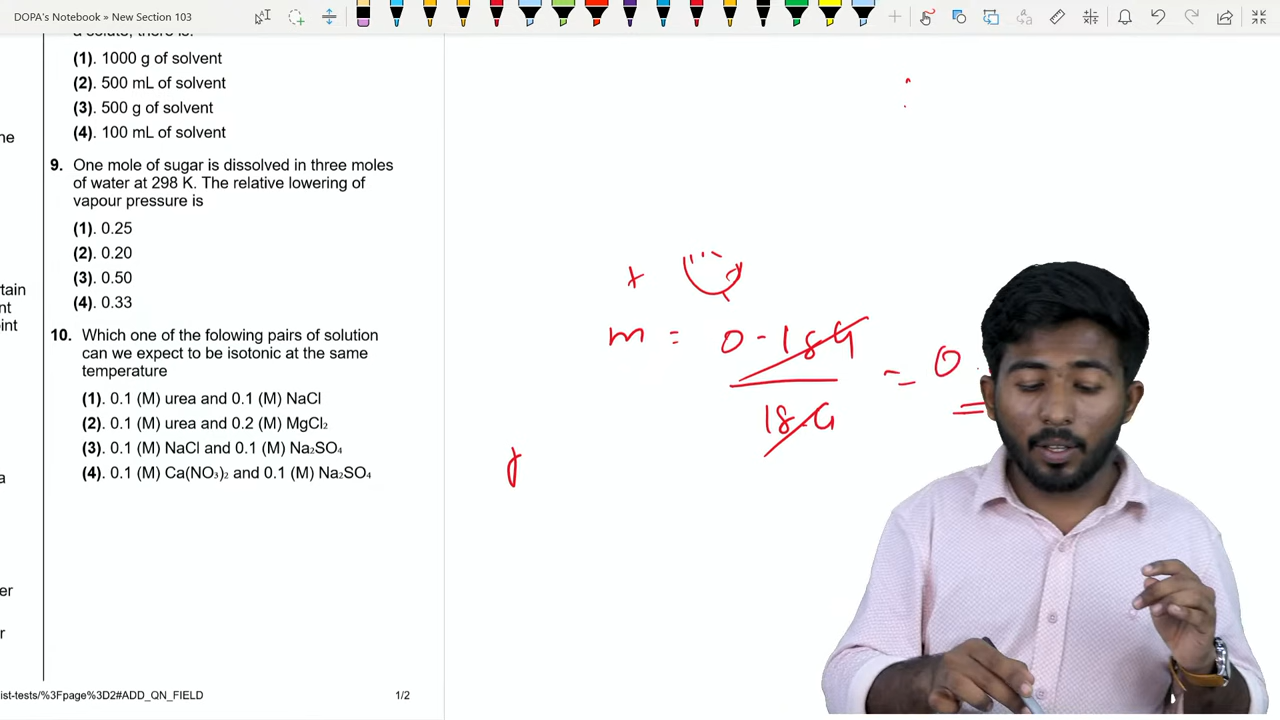 DOPA's Notebook » New Section 103
a solute, there is:
(1). 1000 g of solvent
(2). 500 mL of solvent
(3). 500 g of solvent
(4). 100 mL of solvent
9. One mole of sugar is dissolved in three moles
of water at 298 K. The relative lowering of
vapour pressure is
(1). 0.25
(2). 0.20
(3). 0.50
(4). 0.33
10. Which one of the folowing pairs of solution
can we expect to be isotonic at the same
temperature
(1). 0.1 (M) urea and 0.1 (M) NaCl
(2). 0.1 (M) urea and 0.2 (M) MgCl₂
(3). 0.1 (M) NaCl and 0.1 (M) Na₂SO₄
(4). 0.1 (M) Ca(NO₃)₂ and 0.1 (M) Na₂SO₄
ist-tests/%3Fpage%3D2#ADD_QN_FIELD 1/2
ne
rtain
nt
oint
a
er
r
m = 0.184
18.4
= 0.